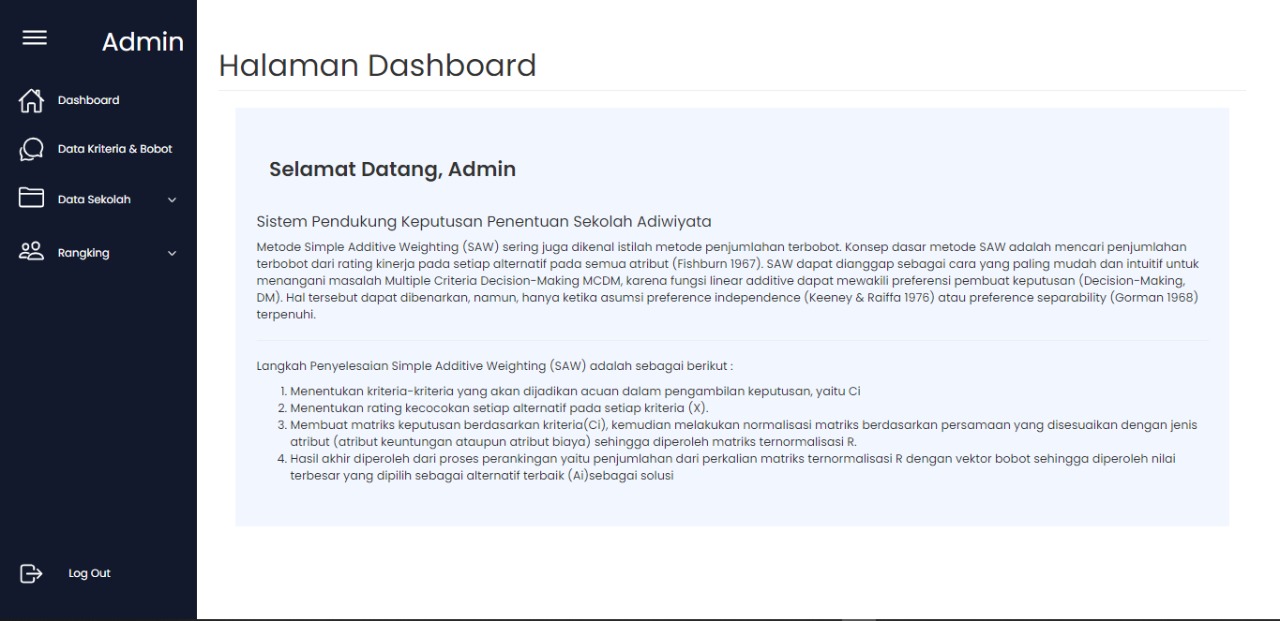 Admin
Dashboard
Data Kriteria & Bobot
Data Sekolah
Rangking
Log Out
Halaman Dashboard
Selamat Datang, Admin
Sistem Pendukung Keputusan Penentuan Sekolah Adiwiyata
Metode Simple Additive Weighting (SAW) sering juga dikenal istilah metode penjumlahan terbobot. Konsep dasar metode SAW adalah mencari penjumlahan
terbobot dari rating kinerja pada setiap alternatif pada semua atribut (Fishburn 1967). SAW dapat dianggap sebagai cara yang paling mudah dan intuitif untuk
menangani masalah Multiple Criteria Decision-Making MCDM, karena fungsi linear additive dapat mewakili preferensi pembuat keputusan (Decision-Making,
DM). Hal tersebut dapat dibenarkan, namun, hanya ketika asumsi preference independence (Keeney & Raiffa 1976) atau preference separability (Gorman 1968)
terpenuhi.
Langkah Penyelesaian Simple Additive Weighting (SAW) adalah sebagai berikut :
1. Menentukan kriteria-kriteria yang akan dijadikan acuan dalam pengambilan keputusan, yaitu Ci
2. Menentukan rating kecocokan setiap alternatif pada setiap kriteria (X).
3. Membuat matriks keputusan berdasarkan kriteria(Ci), kemudian melakukan normalisasi matriks berdasarkan persamaan yang disesuaikan dengan jenis
atribut (atribut keuntungan ataupun atribut biaya) sehingga diperoleh matriks ternormalisasi R.
4. Hasil akhir diperoleh dari proses perankingan yaitu penjumlahan dari perkalian matriks ternormalisasi R dengan vektor bobot sehingga diperoleh nilai
terbesar yang dipilih sebagai alternatif terbaik (Ai)sebagai solusi